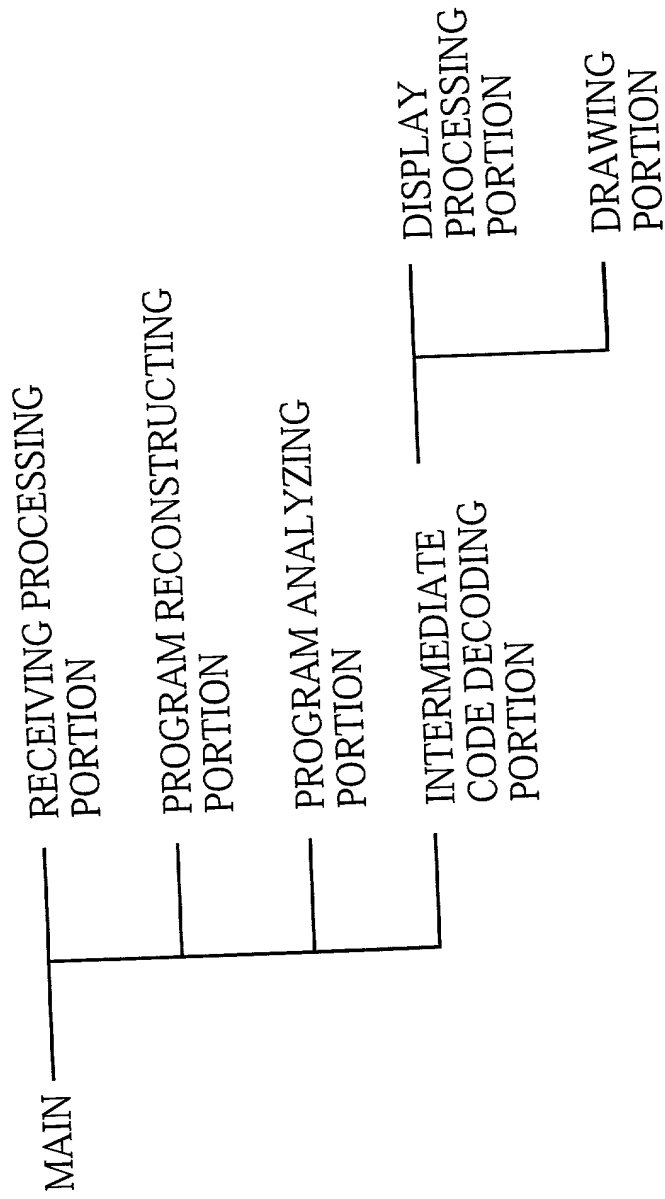 MAIN
RECEIVING PROCESSING
PORTION
PROGRAM RECONSTRUCTING
PORTION
PROGRAM ANALYZING
PORTION
INTERMEDIATE
CODE DECODING
PORTION
DISPLAY
PROCESSING
PORTION
DRAWING
PORTION